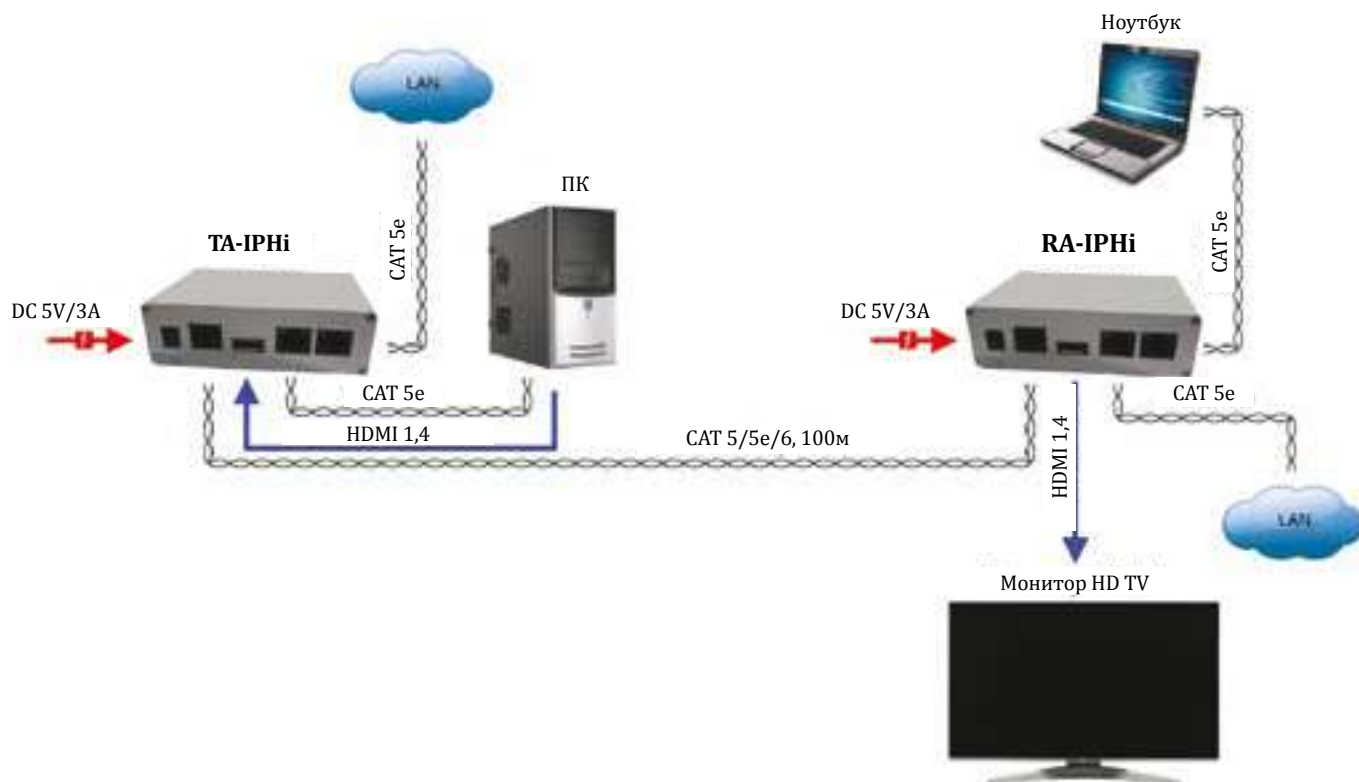 Ноутбук
LAN
ПК
CAT 5e
CAT 5e
TA-IPHi
RA-IPHi
DC 5V/3A
DC 5V/3A
CAT 5e
CAT 5e
HDMI 1,4
CAT 5/5e/6, 100м
HDMI 1,4
LAN
Монитор HD TV